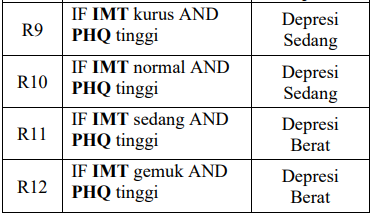 R9
IF IMT kurus AND
PHQ tinggi
Depresi
Sedang
R10
IF IMT normal AND
PHQ tinggi
Depresi
Sedang
R11
IF IMT sedang AND
PHQ tinggi
Depresi
Berat
R12
IF IMT gemuk AND
PHQ tinggi
Depresi
Berat